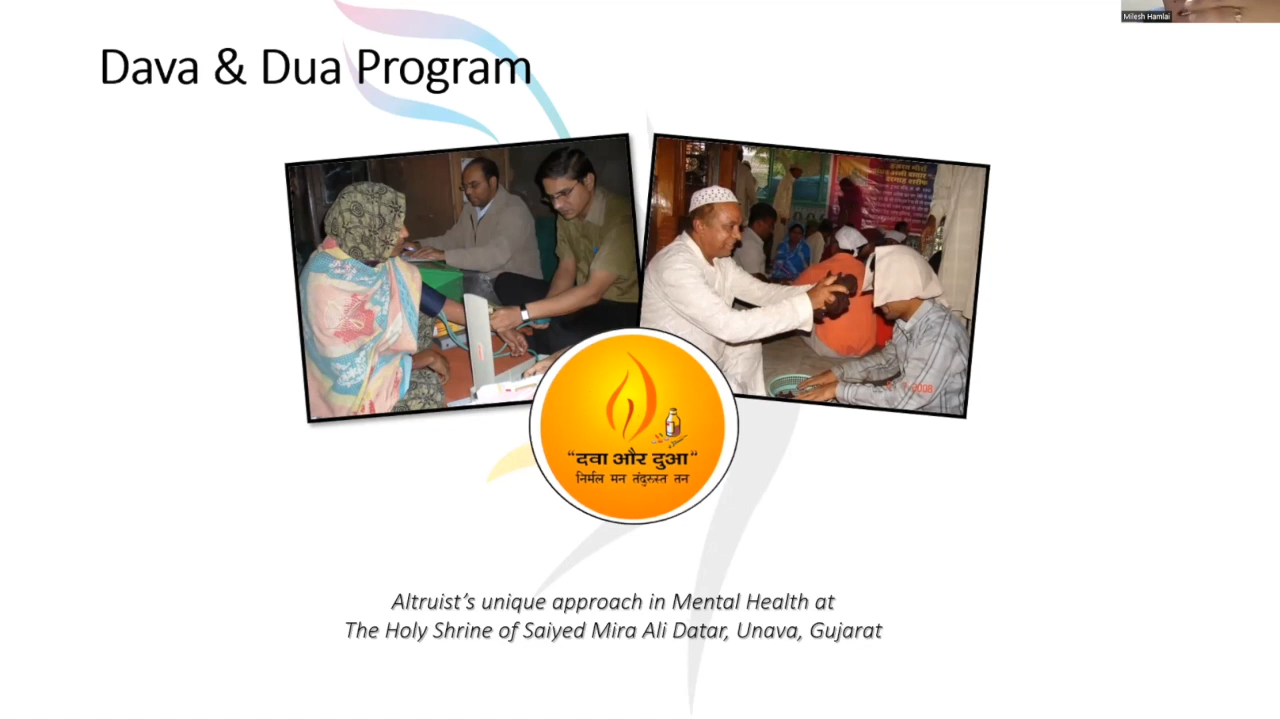 Milesh Hamlai
Dava & Dua Program
2008
“दवा और दुआ”
निर्मल मन तंदुरुस्त तन
Altruist’s unique approach in Mental Health at
The Holy Shrine of Saiyed Mira Ali Datar, Unava, Gujarat